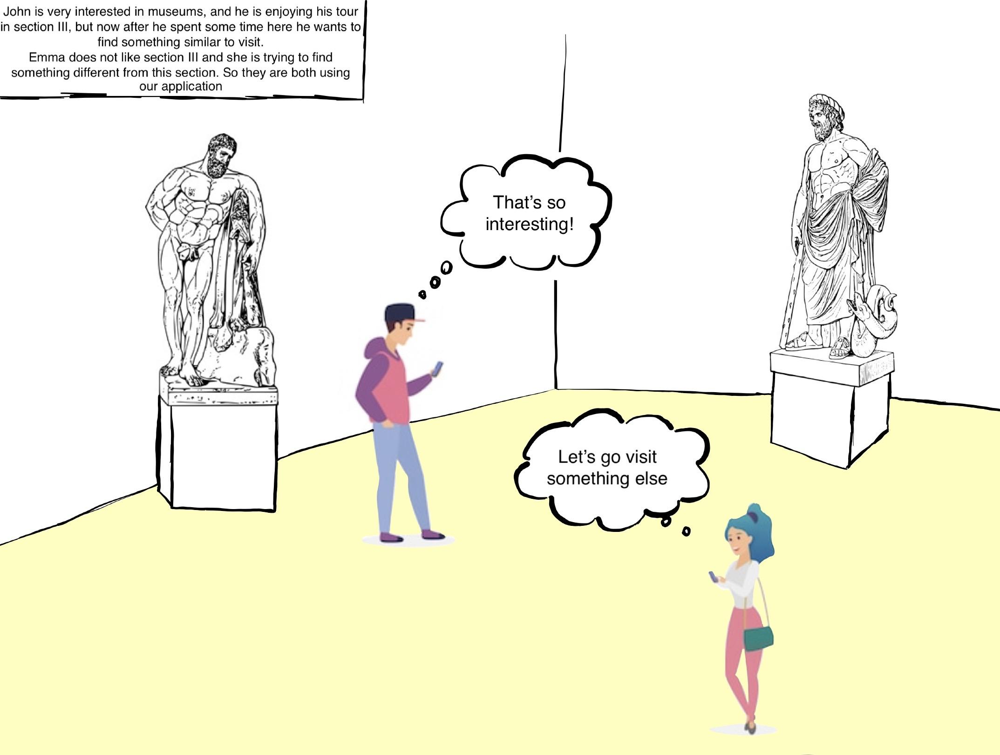 John is very interested in museums, and he is enjoying his tour
in section III, but now after he spent some time here he wants to
find something similar to visit.
Emma does not like section III and she is trying to find
something different from this section. So they are both using
our application
That's so
interesting!
Let's go visit
something else